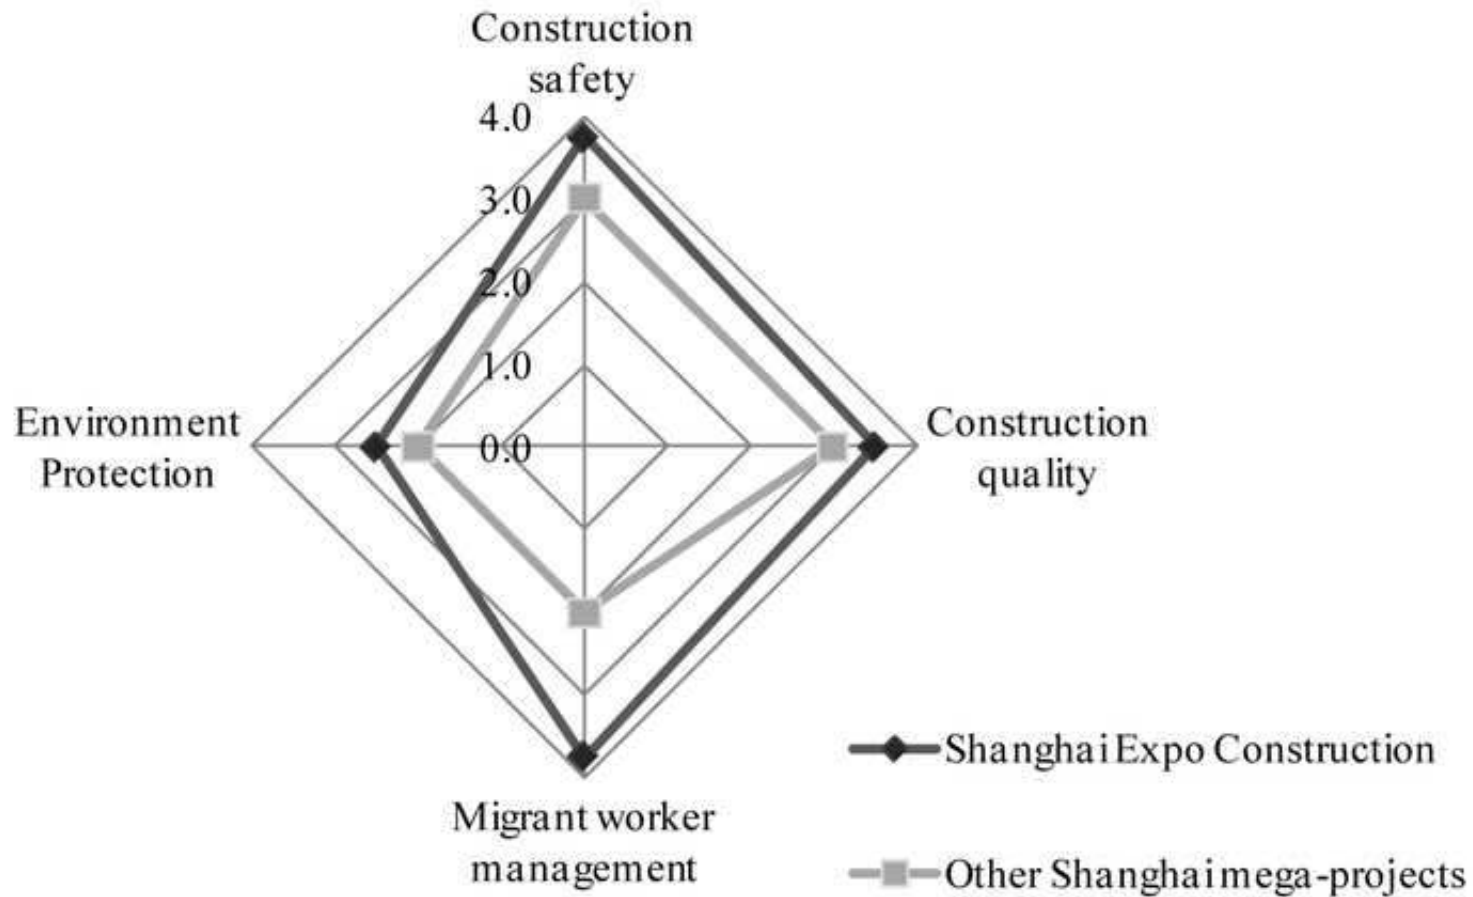 Construction
safety
4.0
3.0
2.0
1.0
0.0
Environment
Protection
Construction
quality
Migrant worker
management
Shanghai Expo Construction
Other Shanghai mega-projects